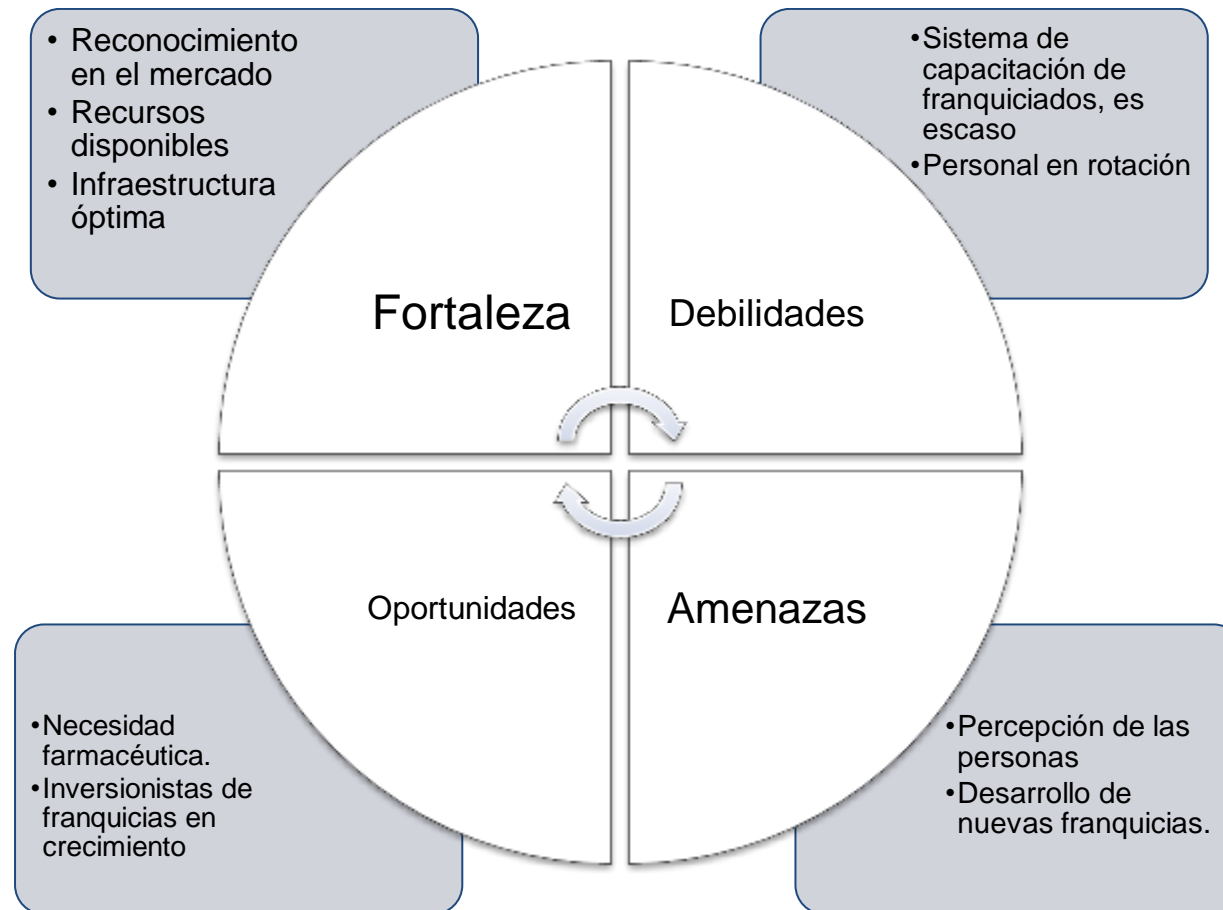 • Reconocimiento
en el mercado
• Recursos
disponibles
• Infraestructura
óptima
•Sistema de
capacitación de
franquiciados, es
escaso
•Personal en rotación
Fortaleza
Debilidades
Oportunidades
Amenazas
•Necesidad
farmacéutica.
•Inversionistas de
franquicias en
crecimiento
•Percepción de las
personas
•Desarrollo de
nuevas franquicias.